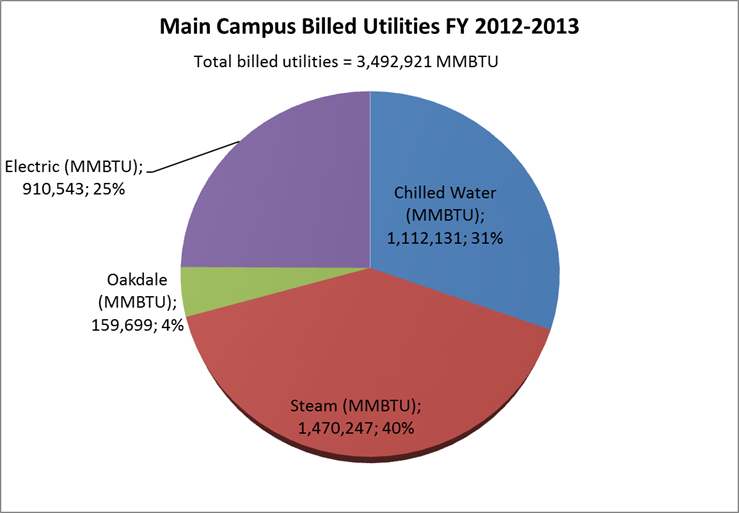 Main Campus Billed Utilities FY 2012-2013
Total billed utilities = 3,492,921 MMBTU
Electric (MMBTU);
910,543; 25%
Chilled Water
(MMBTU);
1,112,131; 31%
Oakdale
(MMBTU);
159,699; 4%
Steam (MMBTU);
1,470,247; 40%